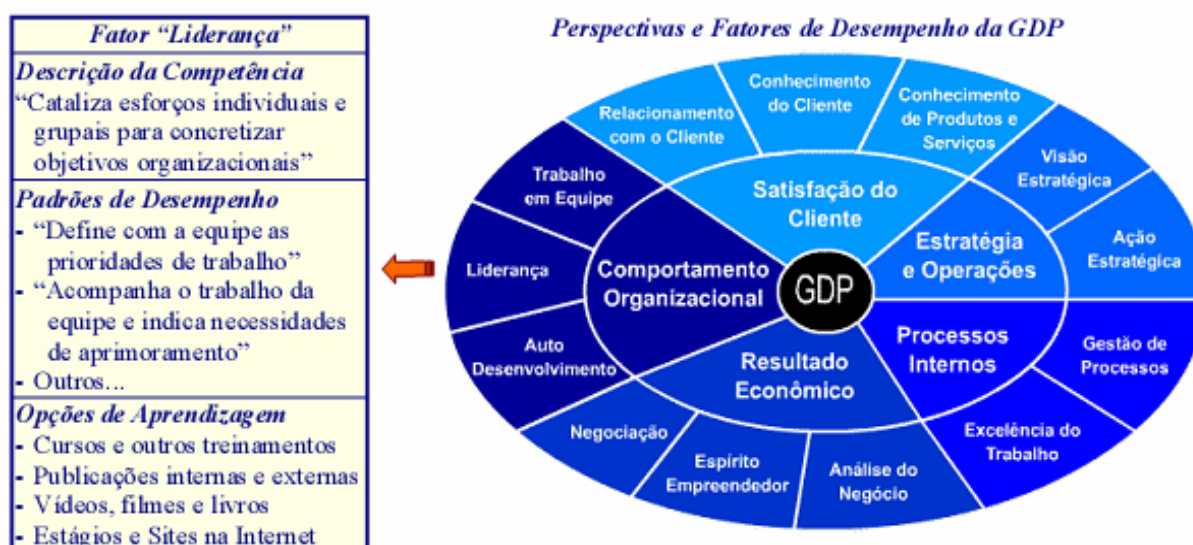 Fator “Liderança”
Descrição da Competência
“Cataliza esforços individuais e
grupais para concretizar
objetivos organizacionais”
Padrões de Desempenho
- “Define com a equipe as
prioridades de trabalho”
- “Acompanha o trabalho da
equipe e indica necessidades
de aprimoramento”
- Outros...
Opções de Aprendizagem
- Cursos e outros treinamentos
- Publicações internas e externas
- Vídeos, filmes e livros
- Estágios e Sites na Internet
Perspectivas e Fatores de Desempenho da GDP
Relacionamento
com o Cliente
Conhecimento
do Cliente
Conhecimento
de Produtos e
Serviços
Visão
Estratégica
Ação
Estratégica
Gestão de
Processos
Excelência do
Trabalho
Análise do
Negócio
Espírito
Empreendedor
Negociação
Auto
Desenvolvimento
Liderança
Trabalho
em Equipe
Satisfação do
Cliente
Estratégia
e Operações
Processos
Internos
Resultado
Econômico
Comportamento
Organizacional
GDP